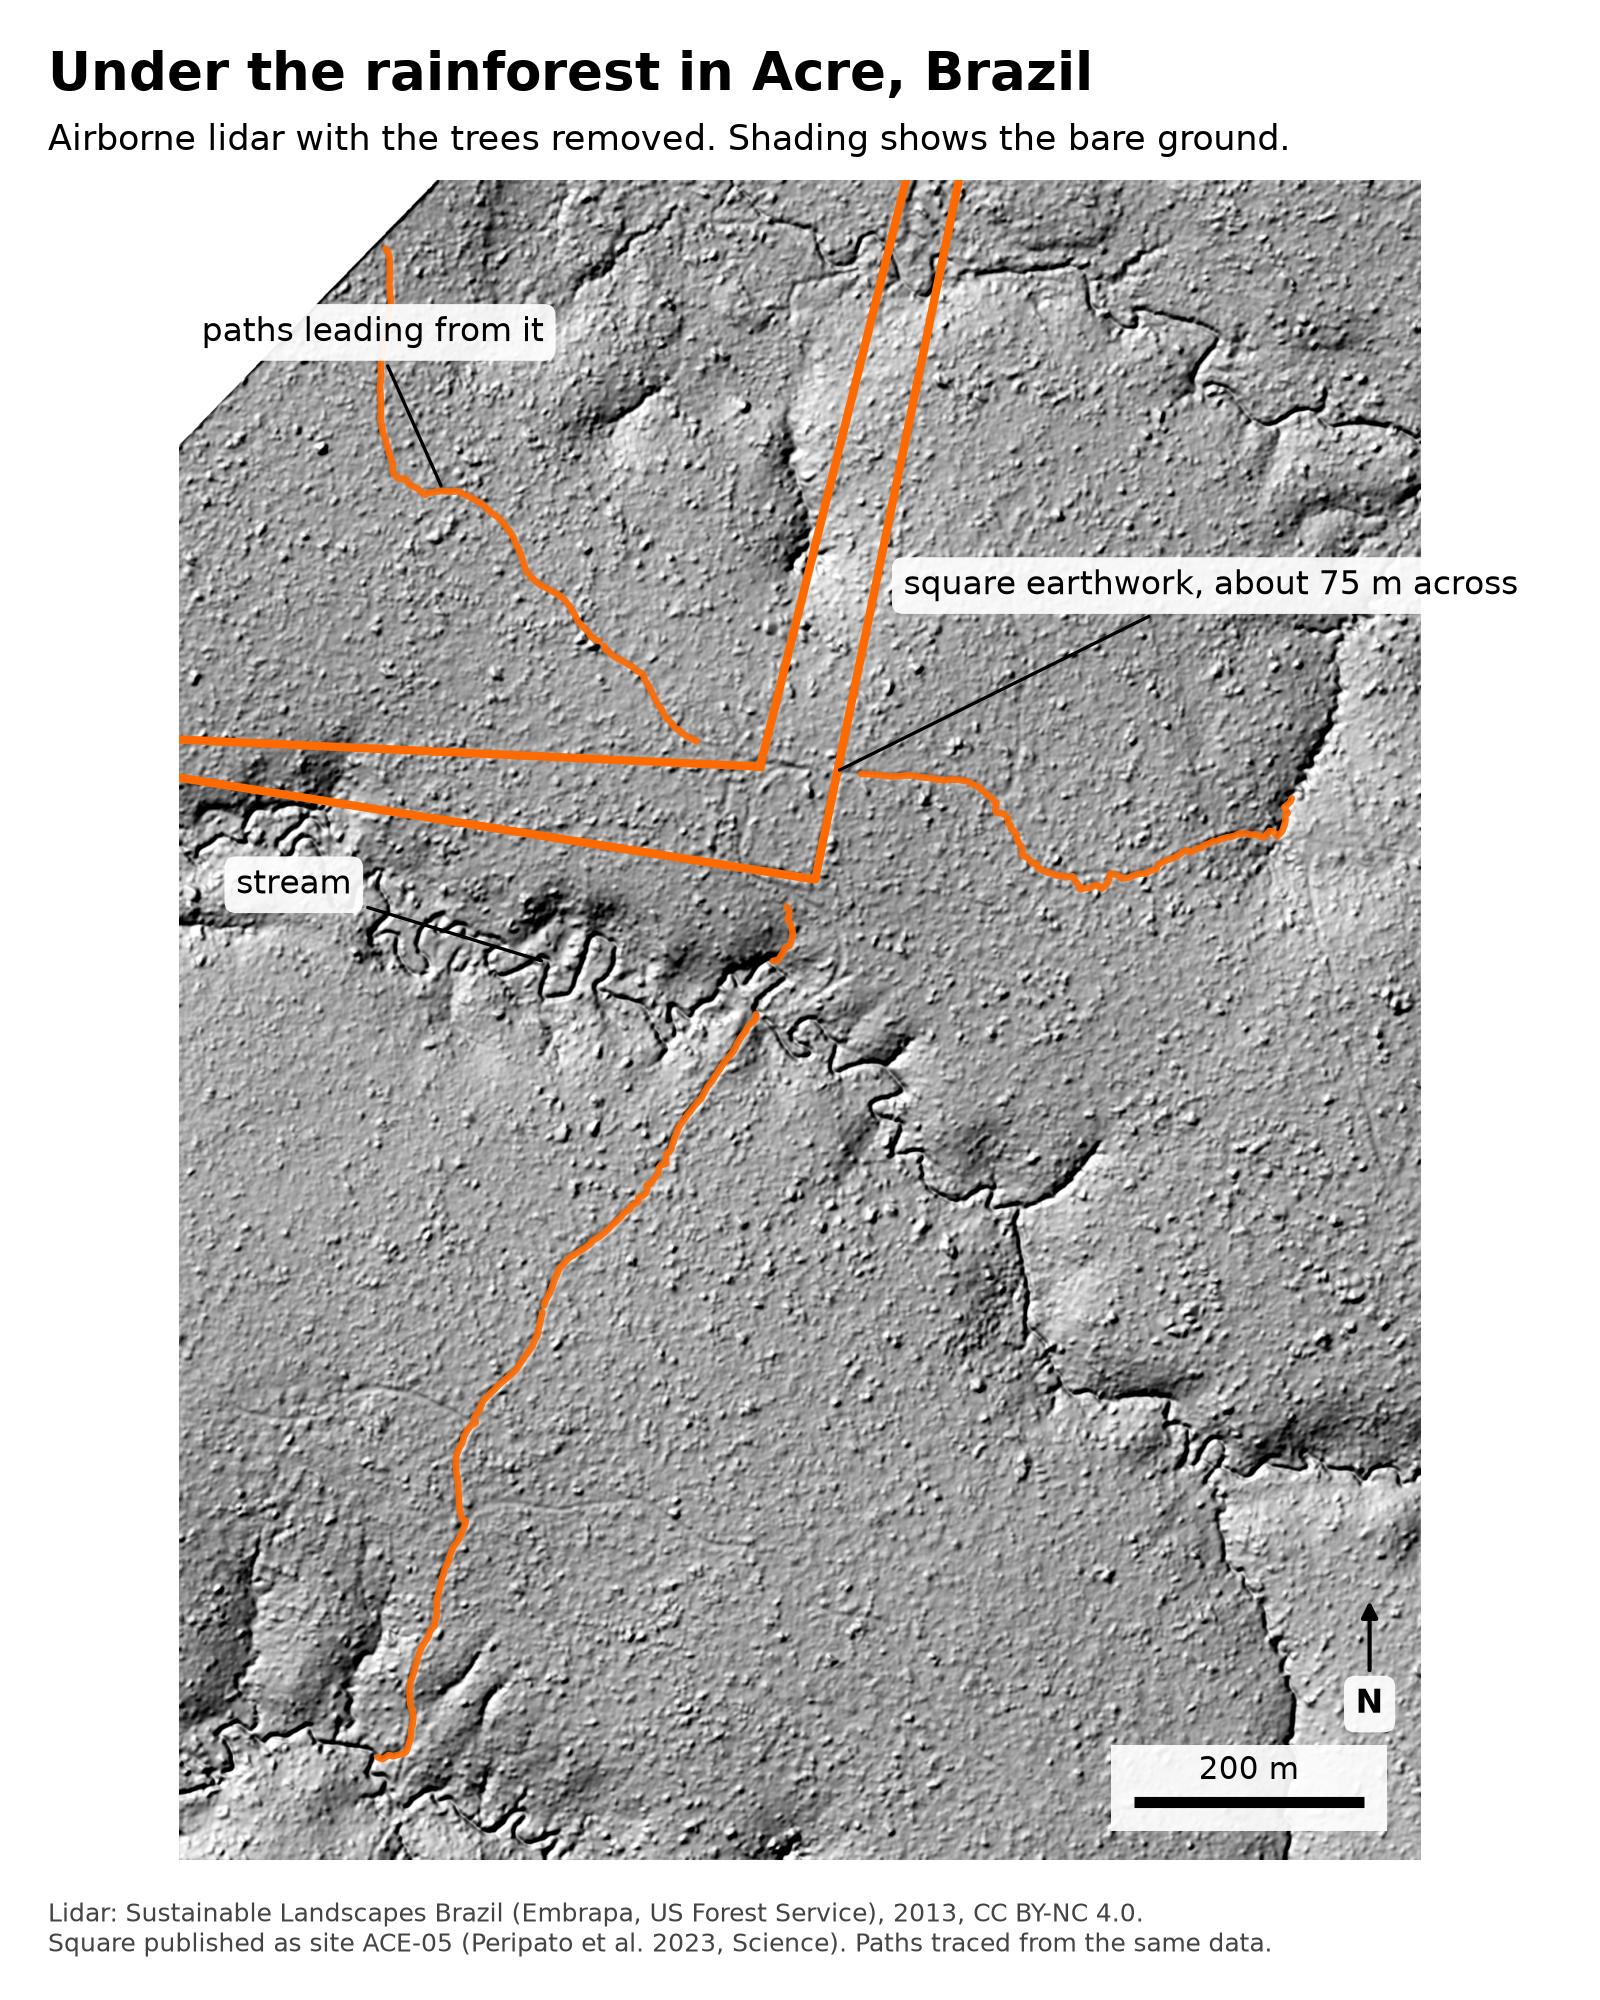 Under the rainforest in Acre, Brazil
Airborne lidar with the trees removed. Shading shows the bare ground.
paths leading from it
square earthwork, about 75 m across
stream
N
200 m
Lidar: Sustainable Landscapes Brazil (Embrapa, US Forest Service), 2013, CC BY-NC 4.0.
Square published as site ACE-05 (Peripato et al. 2023, Science). Paths traced from the same data.